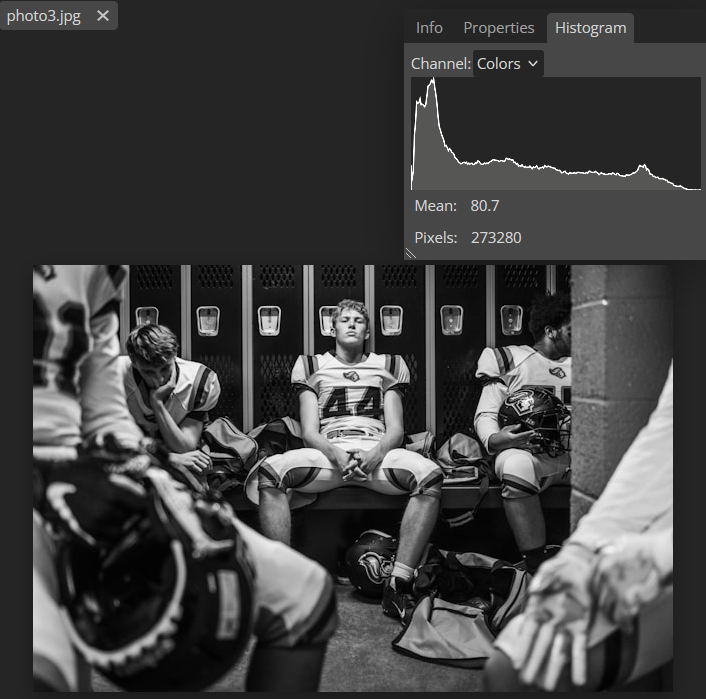 photo3.jpg
Info Properties Histogram
Channel: Colors
Mean: 80.7
Pixels: 273280
44